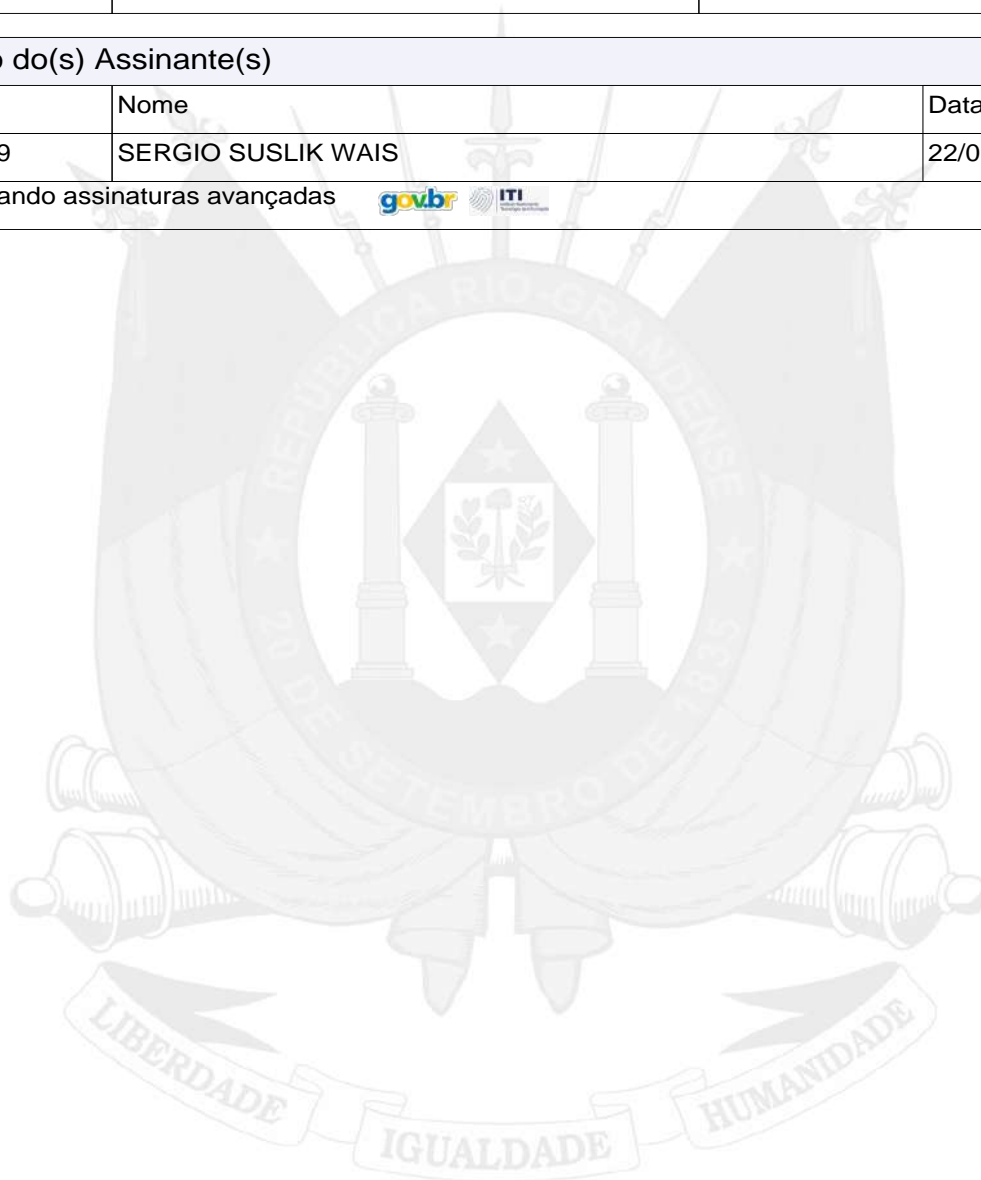 o do(s) Assinante(s)
Nome Data
9 SERGIO SUSLIK WAIS 22/0
ando assinaturas avançadas gov.br ITI
REPÚBLICA RIO-GRANDENSE
20 DE SETEMBRO DE 1835
LIBERDADE IGUALDADE HUMANIDADE